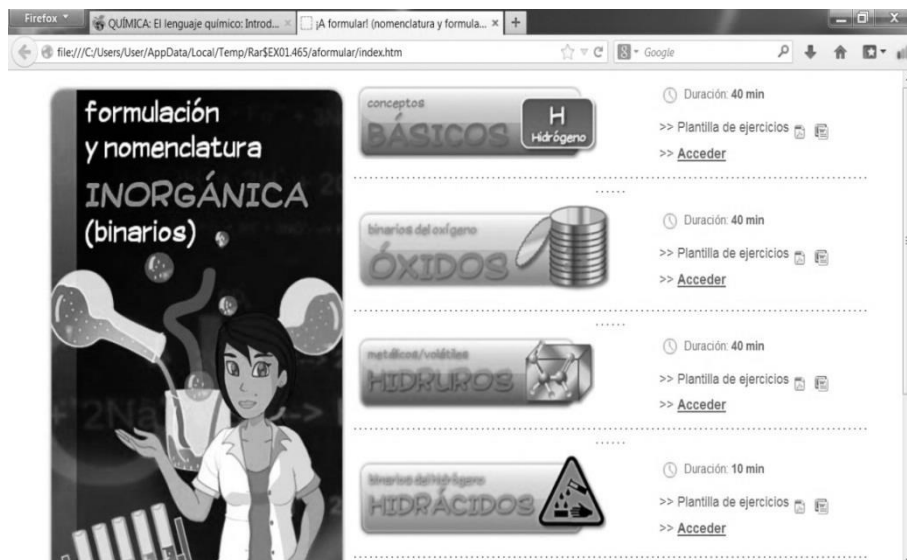 Firefox
QUÍMICA: El lenguaje químico: Introd...
¡A formular! (nomenclatura y formula...
file:///C:/Users/User/AppData/Local/Temp/Rar$EX01.465/aformular/index.htm
Google
formulación
y nomenclatura
INORGÁNICA
(binarios)
conceptos
BÁSICOS
H
Hidrógeno
Duración: 40 min
>> Plantilla de ejercicios
>> Acceder
binarios del oxígeno
ÓXIDOS
Duración: 40 min
>> Plantilla de ejercicios
>> Acceder
metálicos/volátiles
HIDRUROS
Duración: 40 min
>> Plantilla de ejercicios
>> Acceder
binarios del hidrógeno
HIDRÁCIDOS
Duración: 10 min
>> Plantilla de ejercicios
>> Acceder